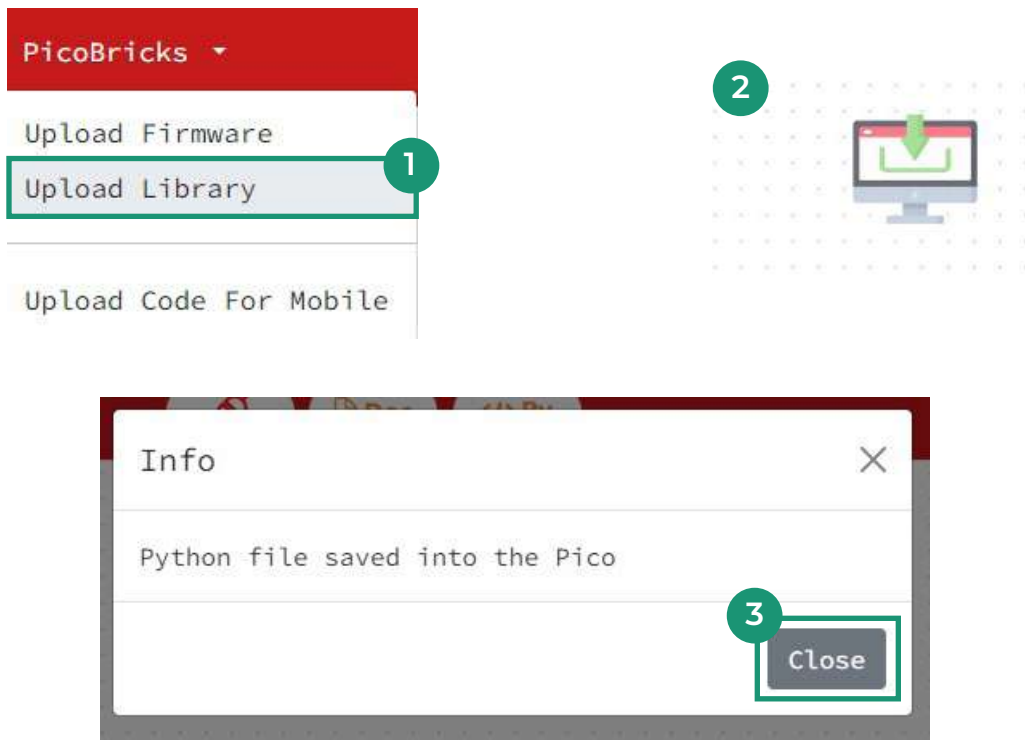 PicoBricks
Upload Firmware
1
Upload Library
Upload Code For Mobile
2
Info
Python file saved into the Pico
3
Close